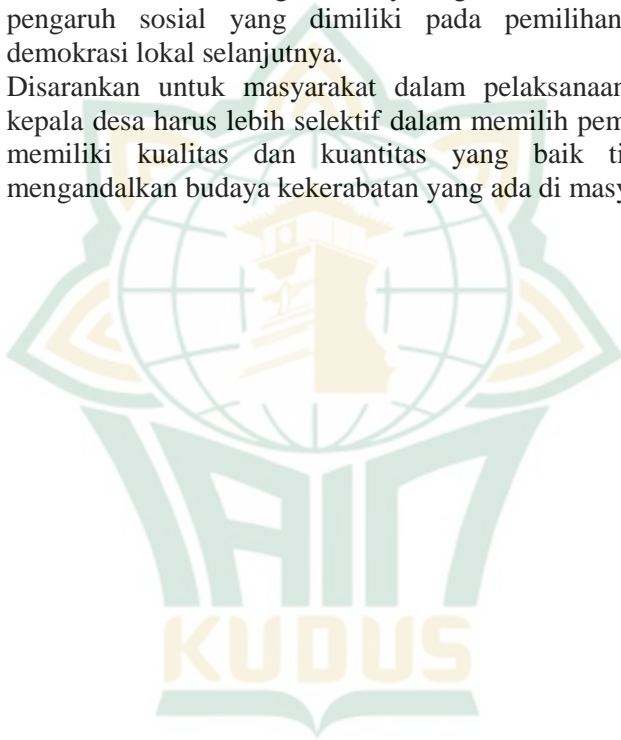 pengaruh sosial yang dimiliki pada pemilihan
demokrasi lokal selanjutnya.
Disarankan untuk masyarakat dalam pelaksanaan
kepala desa harus lebih selektif dalam memilih pem
memiliki kualitas dan kuantitas yang baik ti
mengandalkan budaya kekerabatan yang ada di masy
IAIN
KUDUS